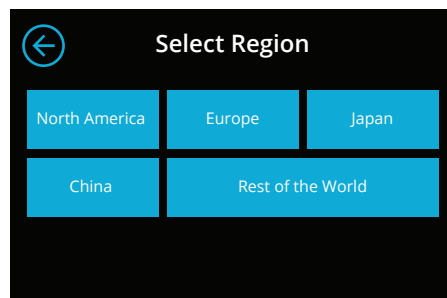 Select Region
North America Europe Japan
China Rest of the World